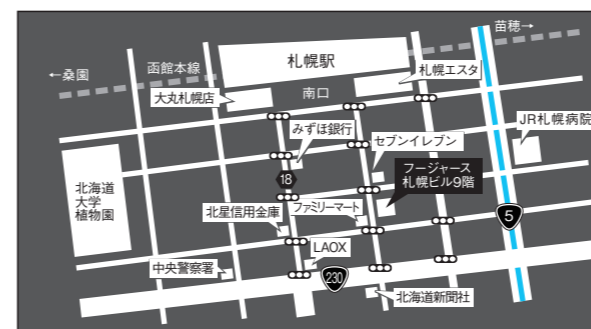 苗穂→
札幌駅
函館本線
←桑園
札幌エスタ
南口
大丸札幌店
みずほ銀行
セブンイレブン
JR札幌病院
フージャース
札幌ビル9階
18
北海道
大学
植物園
北星信用金庫
ファミリーマート
5
LAOX
中央警察署
230
北海道新聞社